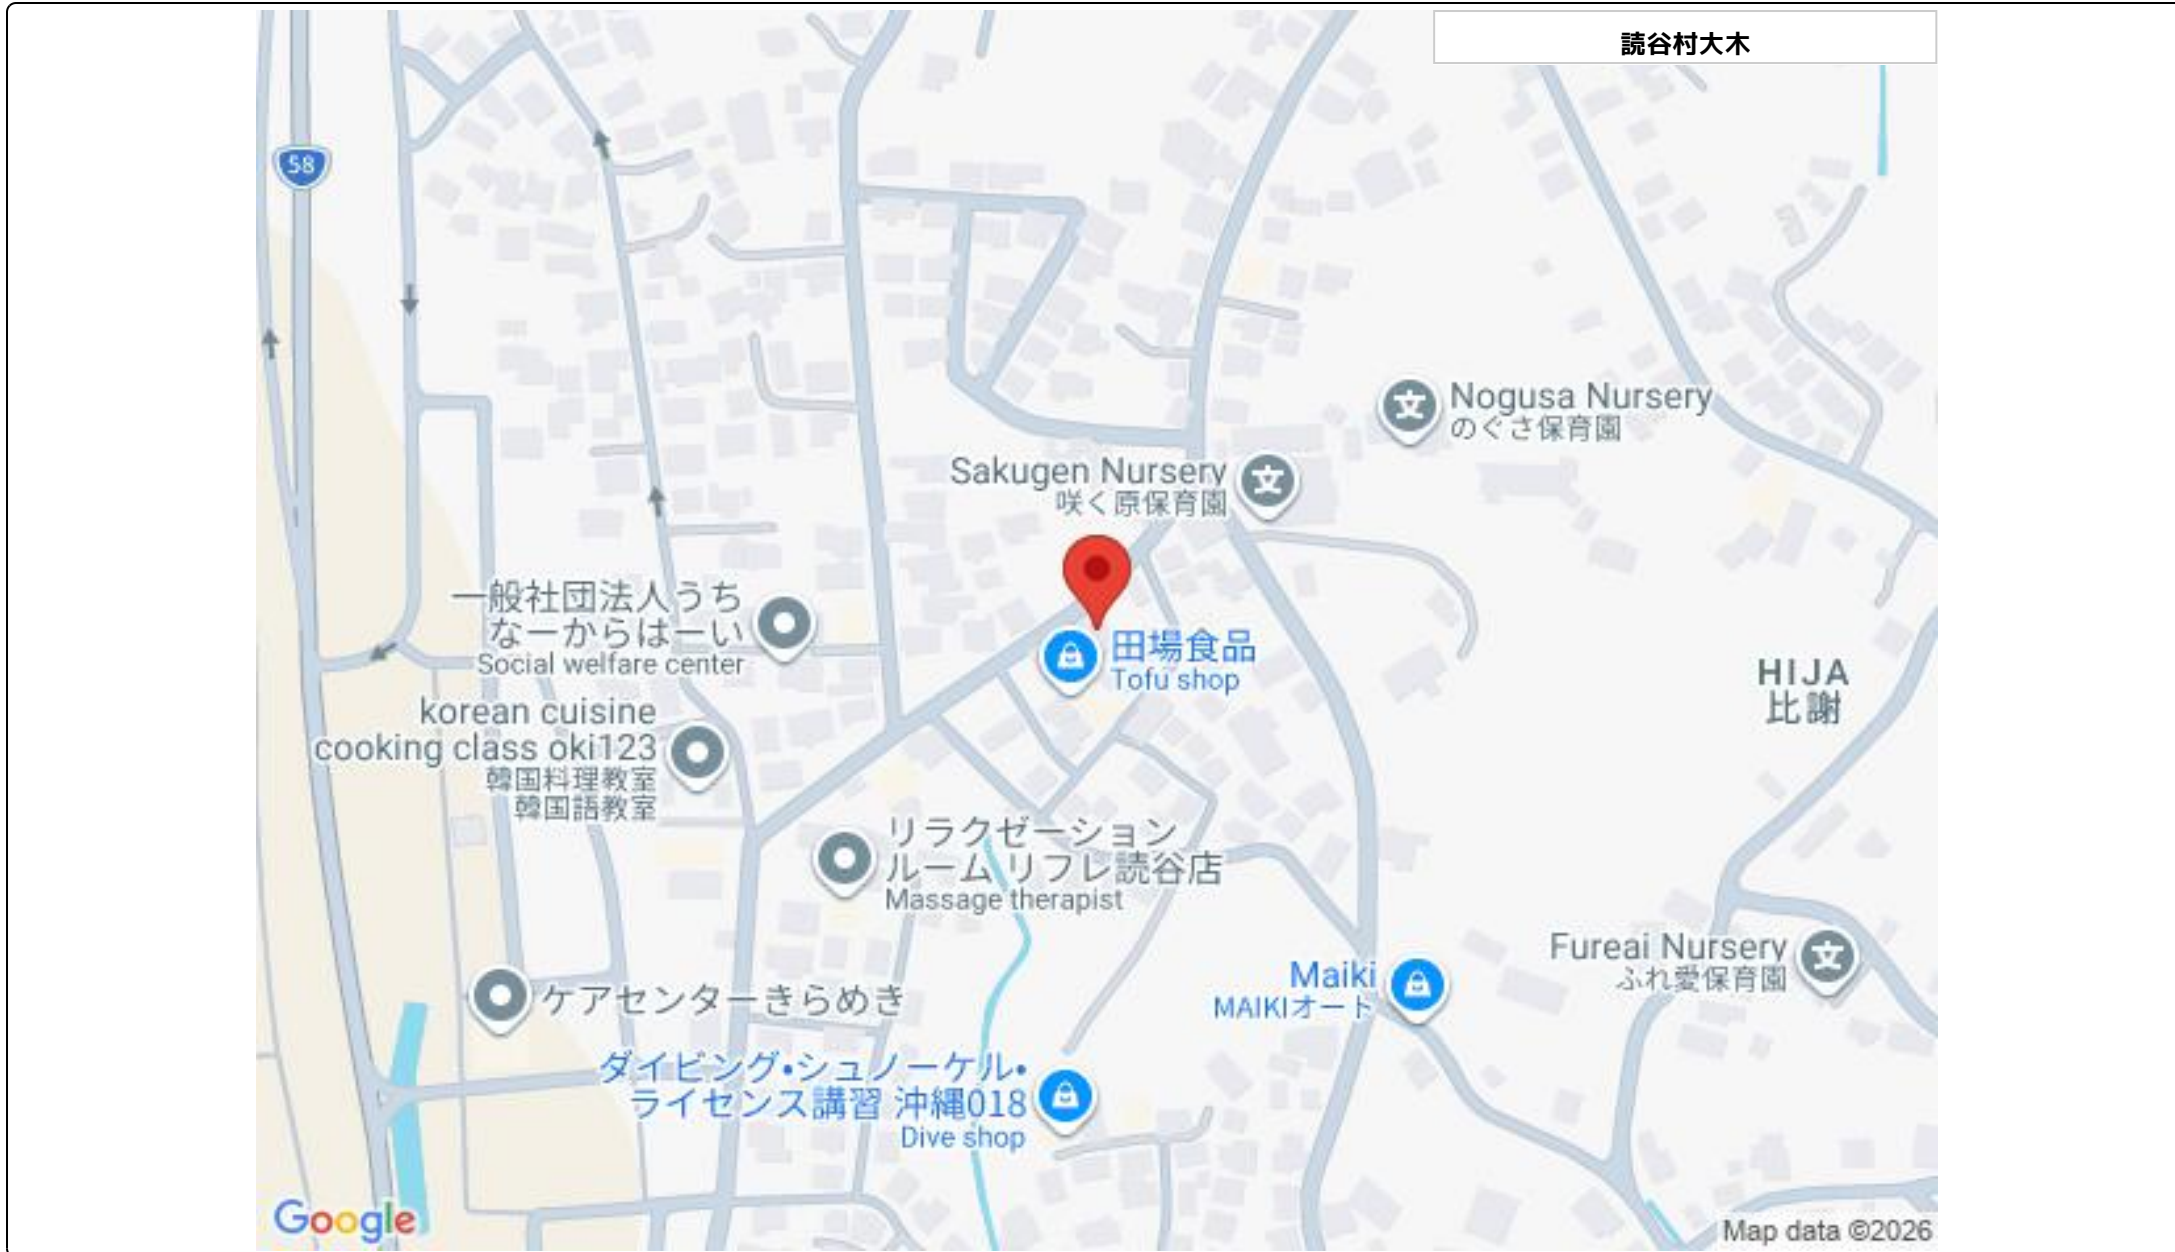 読谷村大木
58
Nogusa Nursery
のぐさ保育園
Sakugen Nursery
咲く原保育園
一般社団法人うち
なーからはーい
Social welfare center
田場食品
Tofu shop
HIJA
比謝
korean cuisine
cooking class oki123
韓国料理教室
韓国語教室
リラクゼーション
ルーム リフレ読谷店
Massage therapist
Fureai Nursery
ふれ愛保育園
Maiki
MAIKIオート
ケアセンターきらめき
ダイビング•シュノーケル•
ライセンス講習 沖縄018
Dive shop
Google
Map data ©2026
文
文
文